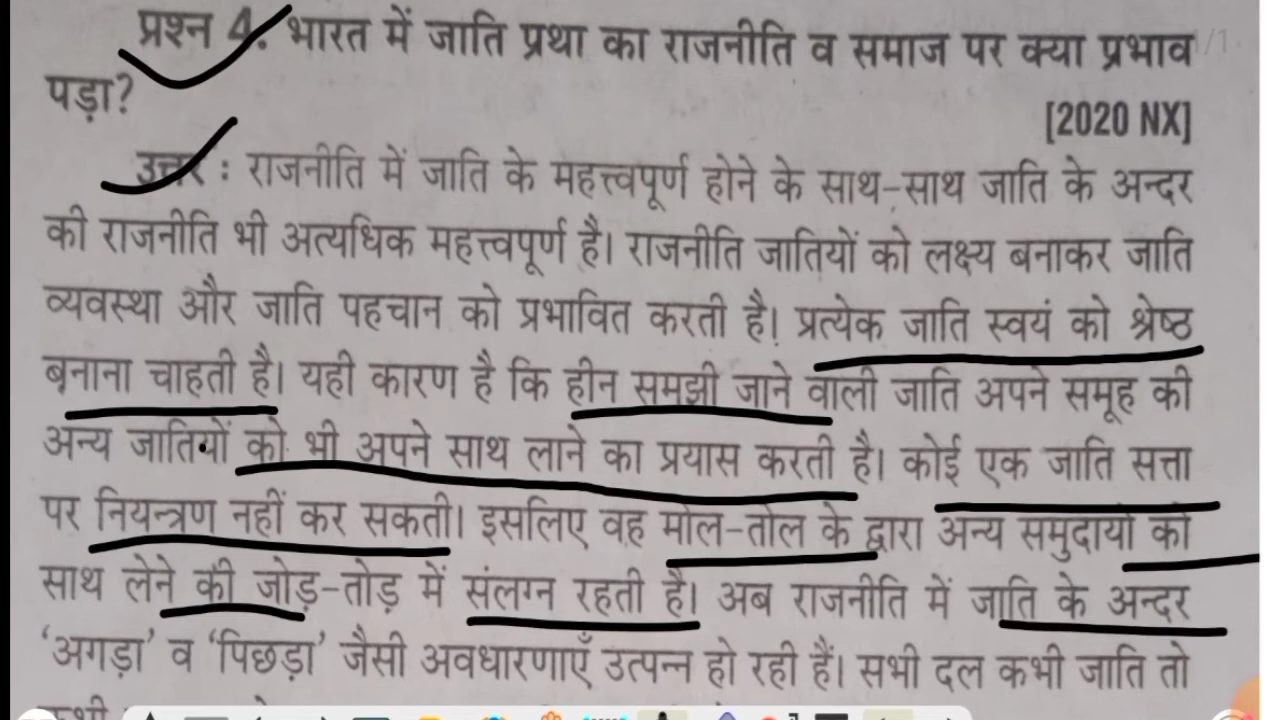 प्रश्न 4. भारत में जाति प्रथा का राजनीति व समाज पर क्या प्रभाव
पड़ा?
[2020 NX]
उत्तर : राजनीति में जाति के महत्त्वपूर्ण होने के साथ-साथ जाति के अन्दर
की राजनीति भी अत्यधिक महत्त्वपूर्ण है। राजनीति जातियों को लक्ष्य बनाकर जाति
व्यवस्था और जाति पहचान को प्रभावित करती है। प्रत्येक जाति स्वयं को श्रेष्ठ
बनाना चाहती है। यही कारण है कि हीन समझी जाने वाली जाति अपने समूह की
अन्य जातियों को भी अपने साथ लाने का प्रयास करती है। कोई एक जाति सत्ता
पर नियन्त्रण नहीं कर सकती। इसलिए वह मोल-तोल के द्वारा अन्य समुदायों को
साथ लेने की जोड़-तोड़ में संलग्न रहती है। अब राजनीति में जाति के अन्दर
‘अगड़ा’ व ‘पिछड़ा’ जैसी अवधारणाएँ उत्पन्न हो रही हैं। सभी दल कभी जाति तो